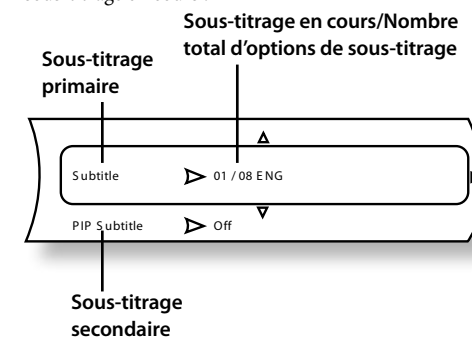 Sous-titrage en cours/Nombre
total d’options de sous-titrage
Sous-titrage
primaire
Subtitle 01 / 08 ENG
PIP Subtitle Off
Sous-titrage
secondaire